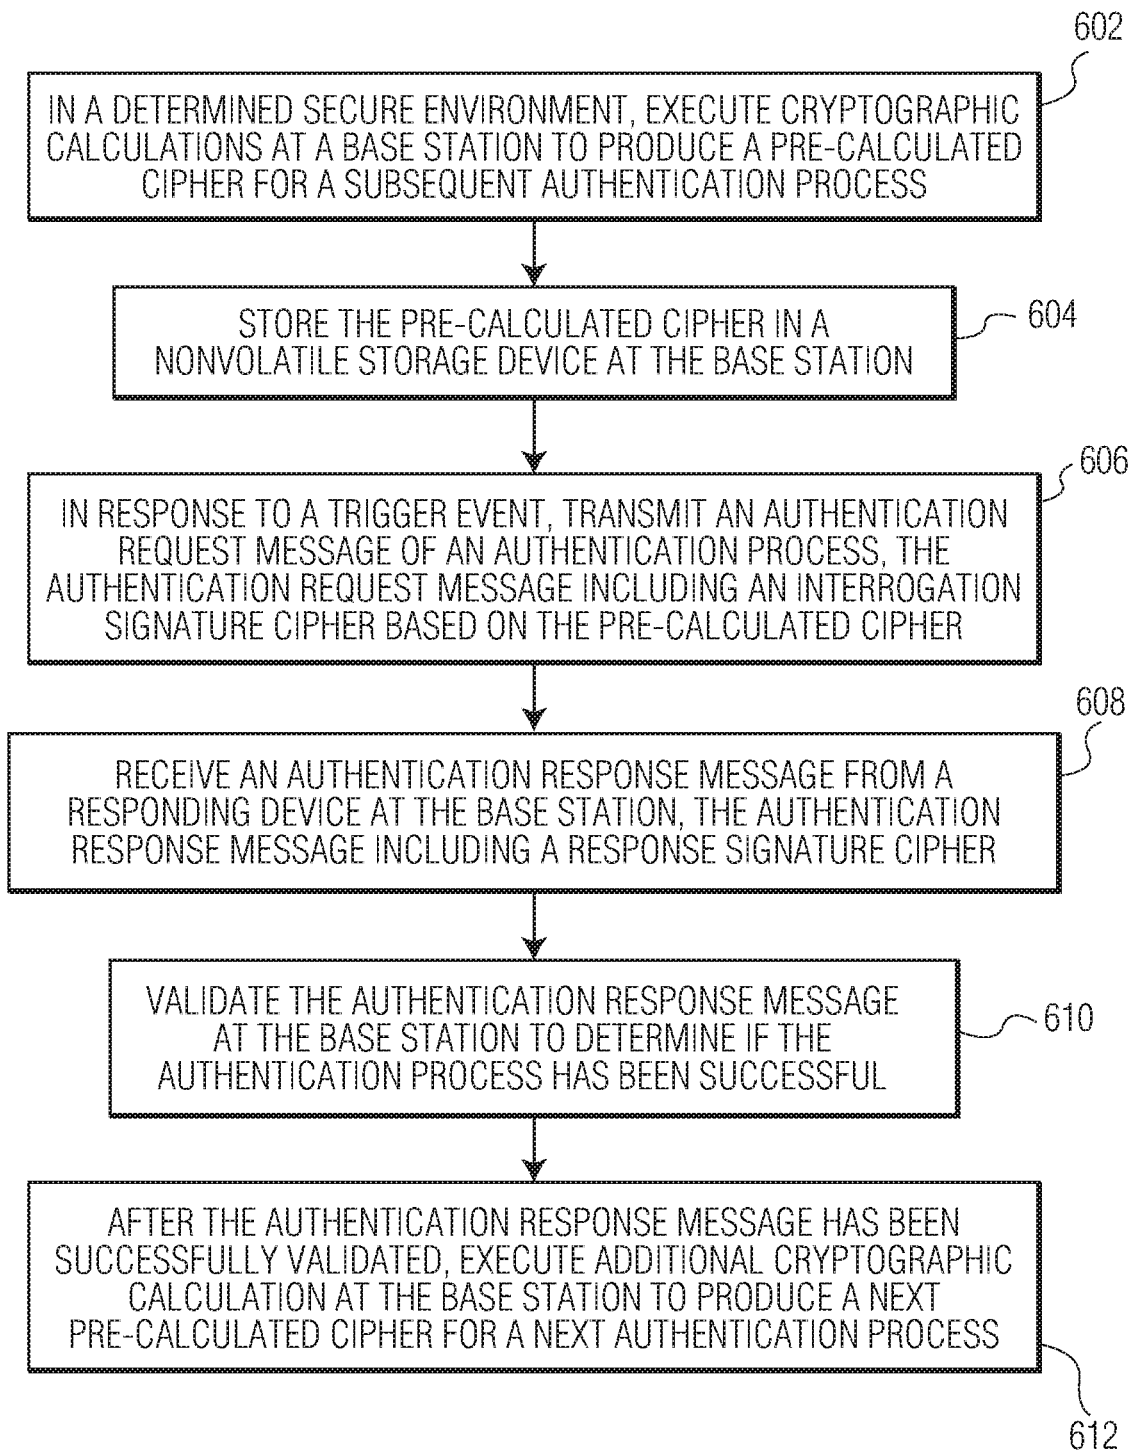 602
IN A DETERMINED SECURE ENVIRONMENT, EXECUTE CRYPTOGRAPHIC
CALCULATIONS AT A BASE STATION TO PRODUCE A PRE-CALCULATED
CIPHER FOR A SUBSEQUENT AUTHENTICATION PROCESS
STORE THE PRE-CALCULATED CIPHER IN A
NONVOLATILE STORAGE DEVICE AT THE BASE STATION
604
606
IN RESPONSE TO A TRIGGER EVENT, TRANSMIT AN AUTHENTICATION
REQUEST MESSAGE OF AN AUTHENTICATION PROCESS, THE
AUTHENTICATION REQUEST MESSAGE INCLUDING AN INTERROGATION
SIGNATURE CIPHER BASED ON THE PRE-CALCULATED CIPHER
608
RECEIVE AN AUTHENTICATION RESPONSE MESSAGE FROM A
RESPONDING DEVICE AT THE BASE STATION, THE AUTHENTICATION
RESPONSE MESSAGE INCLUDING A RESPONSE SIGNATURE CIPHER
VALIDATE THE AUTHENTICATION RESPONSE MESSAGE
AT THE BASE STATION TO DETERMINE IF THE
AUTHENTICATION PROCESS HAS BEEN SUCCESSFUL
610
AFTER THE AUTHENTICATION RESPONSE MESSAGE HAS BEEN
SUCCESSFULLY VALIDATED, EXECUTE ADDITIONAL CRYPTOGRAPHIC
CALCULATION AT THE BASE STATION TO PRODUCE A NEXT
PRE-CALCULATED CIPHER FOR A NEXT AUTHENTICATION PROCESS
612